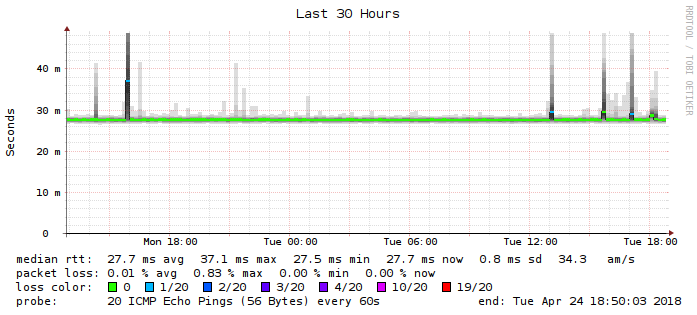 Last 30 Hours
RRDTOOL / TOBI OETIKER
Seconds
40 m
30 m
20 m
10 m
0
Mon 18:00 Tue 00:00 Tue 06:00 Tue 12:00 Tue 18:00
median rtt: 27.7 ms avg 37.1 ms max 27.5 ms min 27.7 ms now 0.8 ms sd 34.3 am/s
packet loss: 0.01 % avg 0.83 % max 0.00 % min 0.00 % now
loss color: 0 1/20 2/20 3/20 4/20 10/20 19/20
probe: 20 ICMP Echo Pings (56 Bytes) every 60s end: Tue Apr 24 18:50:03 2018